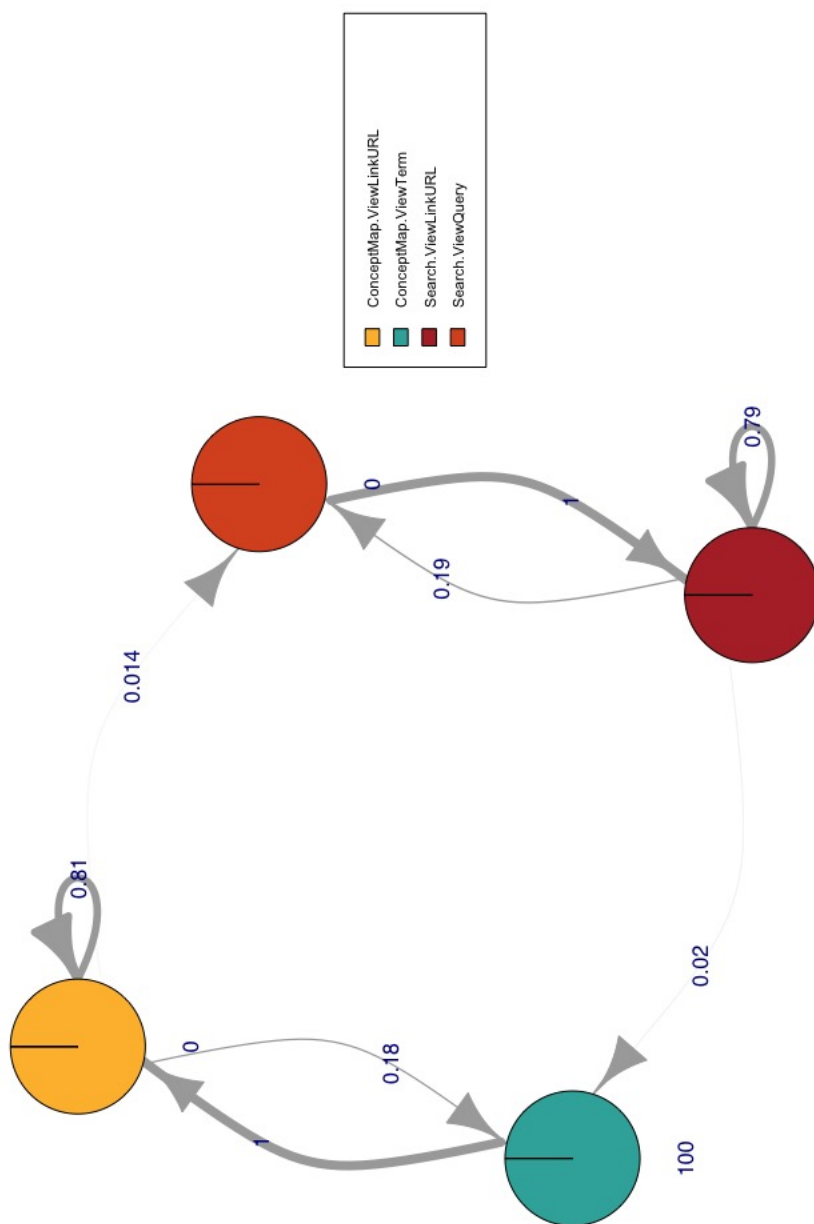 0.81
0.014
0
1
0
ConceptMap.ViewLinkURL
ConceptMap.ViewTerm
Search.ViewLinkURL
Search.ViewQuery
0.18
0.19
1
100
0.02
0.79